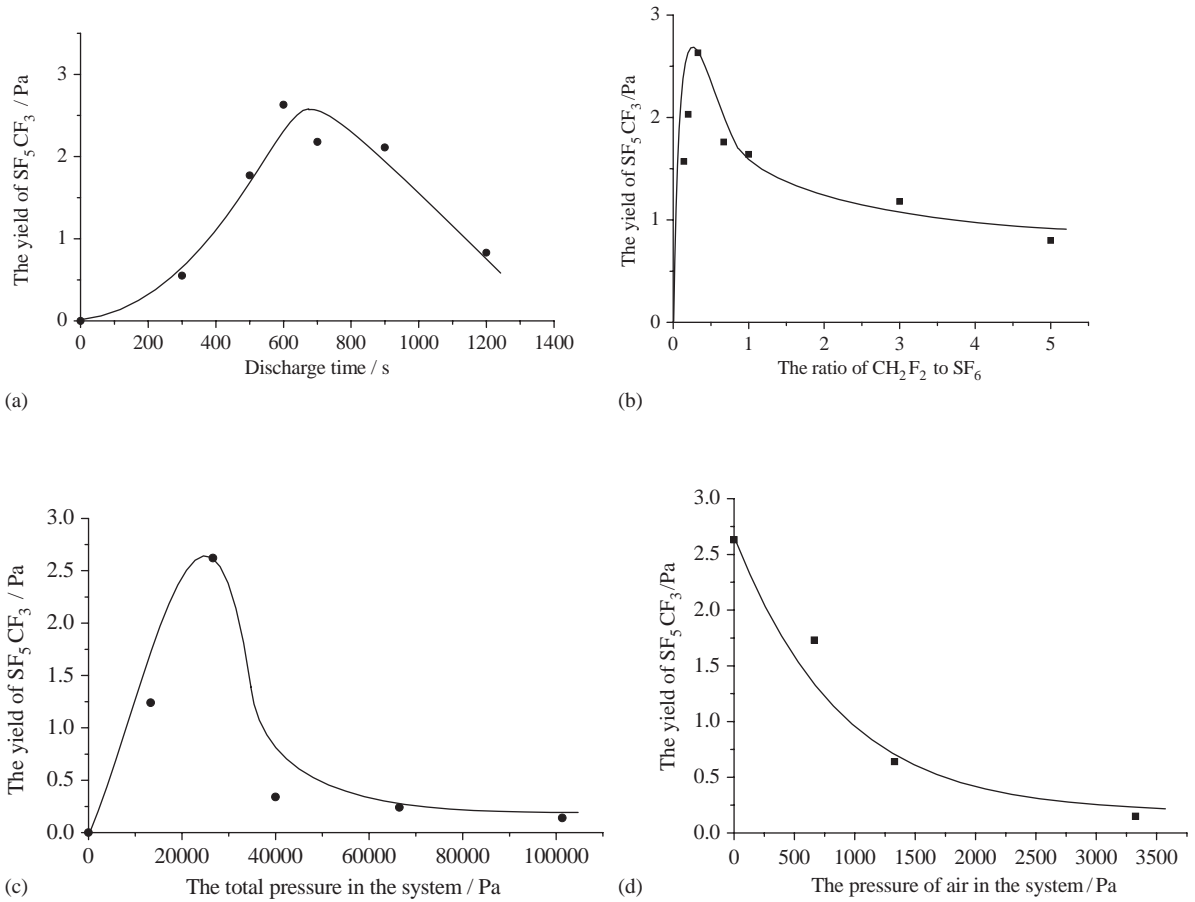 The yield of SF5CF3 / Pa
3
2
1
0
0 200 400 600 800 1000 1200 1400
Discharge time / s
(a)
The yield of SF5CF3/Pa
3
2
1
0
0 1 2 3 4 5
The ratio of CH2F2 to SF6
(b)
The yield of SF5CF3 / Pa
3.0
2.5
2.0
1.5
1.0
0.5
0.0
0 20000 40000 60000 80000 100000
The total pressure in the system / Pa
(c)
The yield of SF5CF3/Pa
3.0
2.5
2.0
1.5
1.0
0.5
0.0
0 500 1000 1500 2000 2500 3000 3500
The pressure of air in the system/Pa
(d)